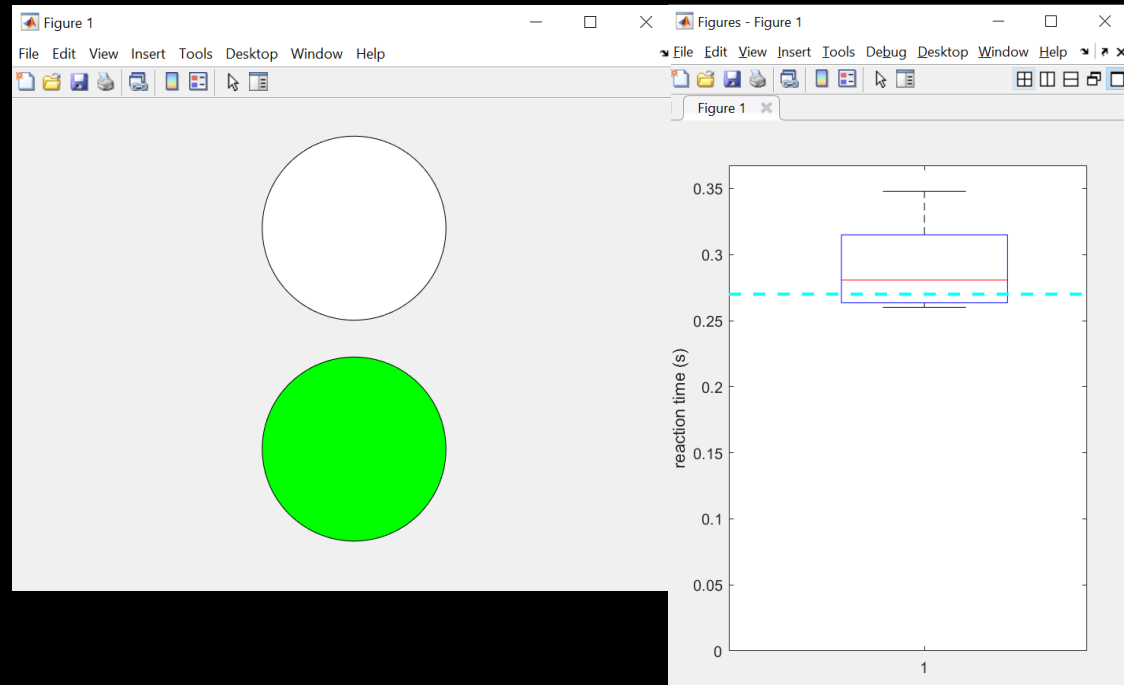 Figure 1
File Edit View Insert Tools Desktop Window Help
Figures - Figure 1
File Edit View Insert Tools Debug Desktop Window Help
Figure 1
0.35
0.3
0.25
0.2
0.15
0.1
0.05
0
reaction time (s)
1